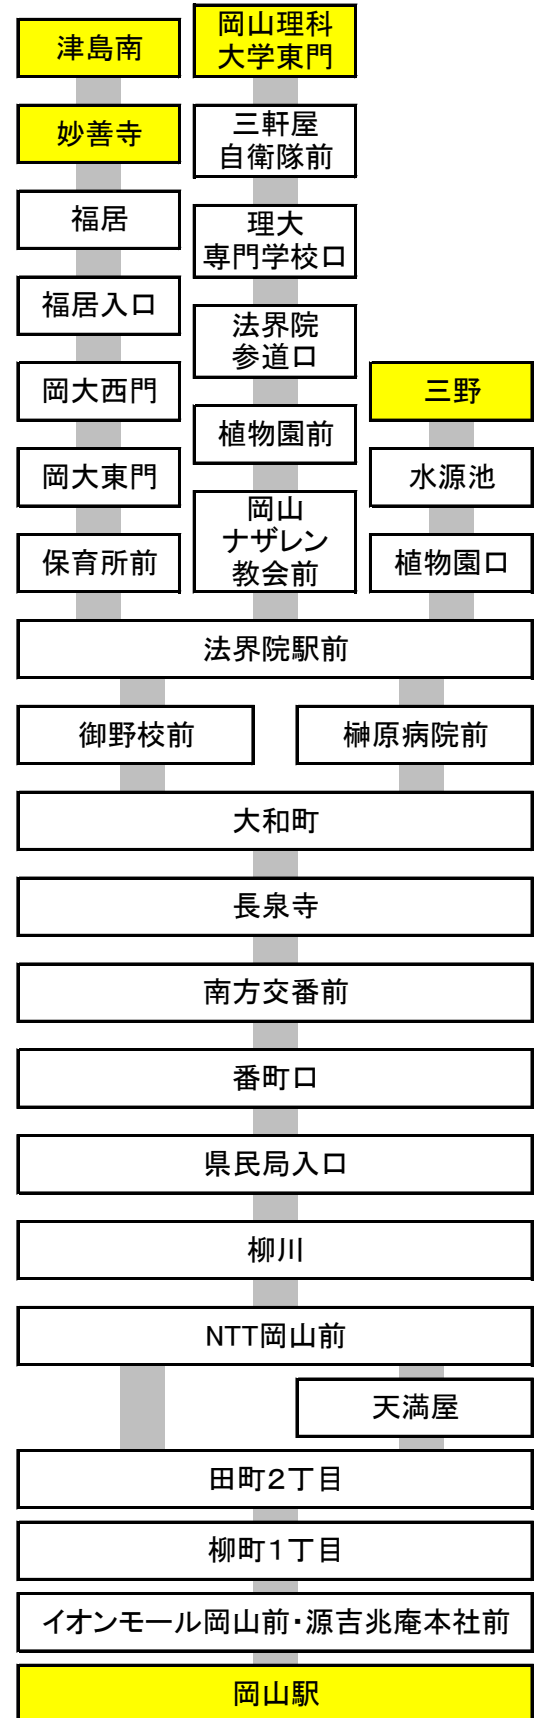 津島南
妙善寺
福居
福居入口
岡大西門
岡大東門
保育所前
岡山理科
大学東門
三軒屋
自衛隊前
理大
専門学校口
法界院
参道口
植物園前
岡山
ナザレン
教会前
三野
水源池
植物園口
法界院駅前
御野校前
榊原病院前
大和町
長泉寺
南方交番前
番町口
県民局入口
柳川
NTT岡山前
天満屋
田町2丁目
柳町1丁目
イオンモール岡山前・源吉兆庵本社前
岡山駅